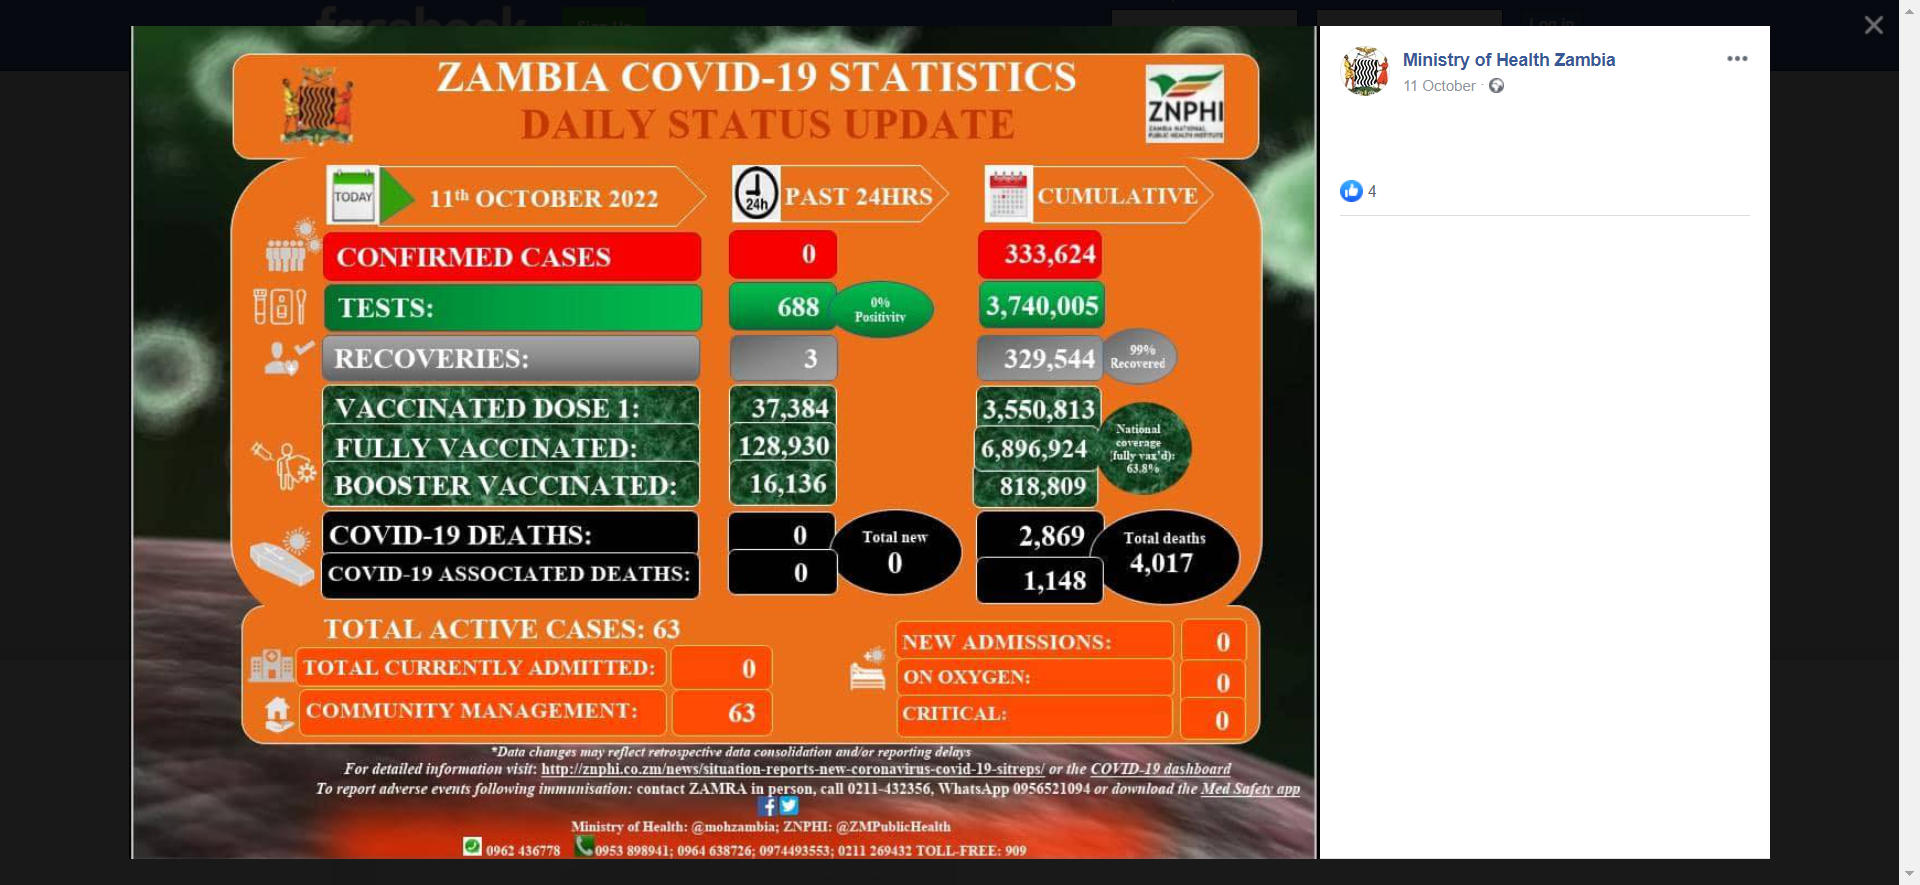 facebook
Sign Up
Log in
ZAMBIA COVID-19 STATISTICS
DAILY STATUS UPDATE
ZNPHI
ZAMBIA NATIONAL
PUBLIC HEALTH INSTITUTE
TODAY
11th OCTOBER 2022
24h
PAST 24HRS
CUMULATIVE
CONFIRMED CASES
0
333,624
TESTS:
688
0%
Positivity
3,740,005
RECOVERIES:
3
329,544
99%
Recovered
VACCINATED DOSE 1:
37,384
3,550,813
FULLY VACCINATED:
128,930
6,896,924
BOOSTER VACCINATED:
16,136
818,809
National
coverage
(fully vax'd):
63.8%
COVID-19 DEATHS:
0
2,869
COVID-19 ASSOCIATED DEATHS:
0
1,148
Total new
0
Total deaths
4,017
TOTAL ACTIVE CASES: 63
TOTAL CURRENTLY ADMITTED:
0
COMMUNITY MANAGEMENT:
63
NEW ADMISSIONS:
0
ON OXYGEN:
0
CRITICAL:
0
*Data changes may reflect retrospective data consolidation and/or reporting delays
For detailed information visit: http://znphi.co.zm/news/situation-reports-new-coronavirus-covid-19-sitreps/ or the COVID-19 dashboard
To report adverse events following immunisation: contact ZAMRA in person, call 0211-432356, WhatsApp 0956521094 or download the Med Safety app
Ministry of Health: @mohzambia; ZNPHI: @ZMPublicHealth
0962 436778 0953 898941; 0964 638726; 0974493553; 0211 269432 TOLL-FREE: 909
Ministry of Health Zambia
11 October ·
4